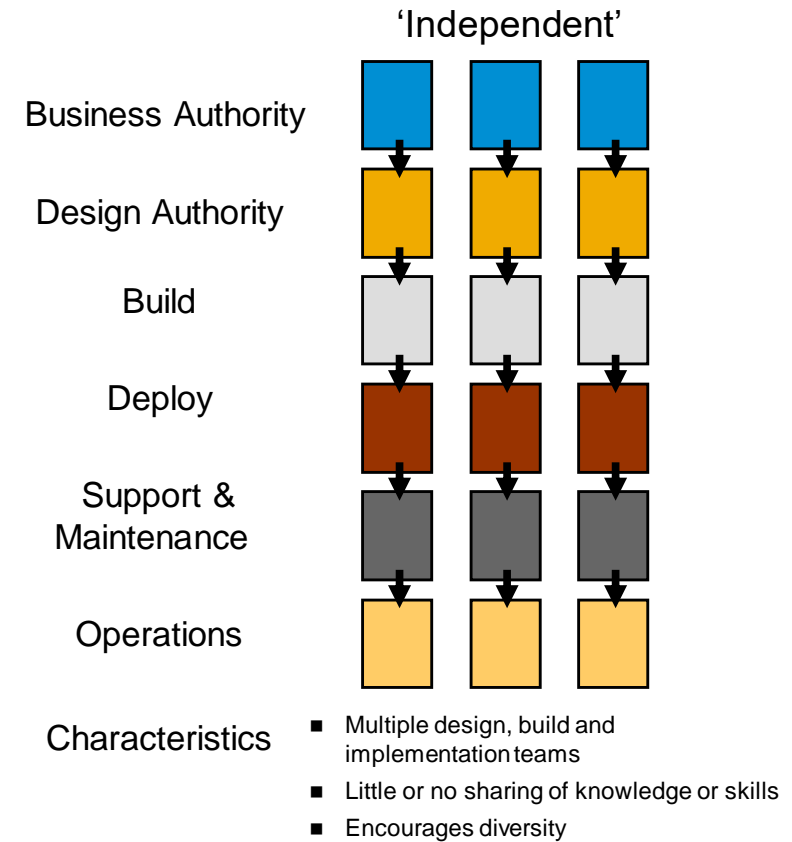 ‘Independent’
Business Authority
Design Authority
Build
Deploy
Support &
Maintenance
Operations
Characteristics
Multiple design, build and
implementation teams
Little or no sharing of knowledge or skills
Encourages diversity